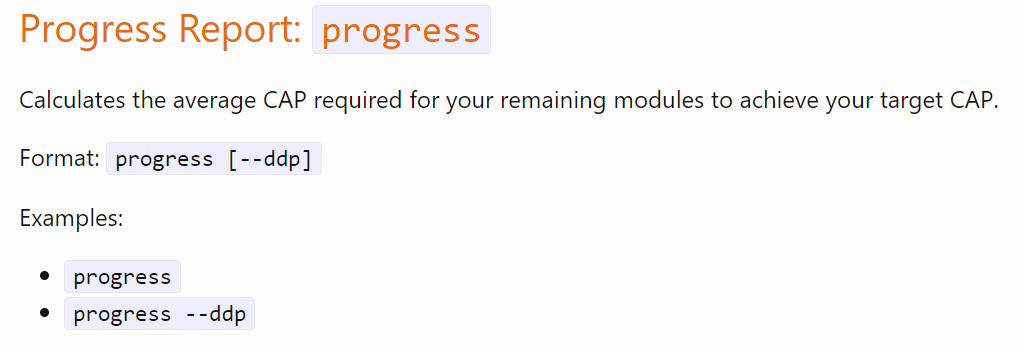 Progress Report: progress
Calculates the average CAP required for your remaining modules to achieve your target CAP.
Format: progress [--ddp]
Examples:
progress
progress --ddp